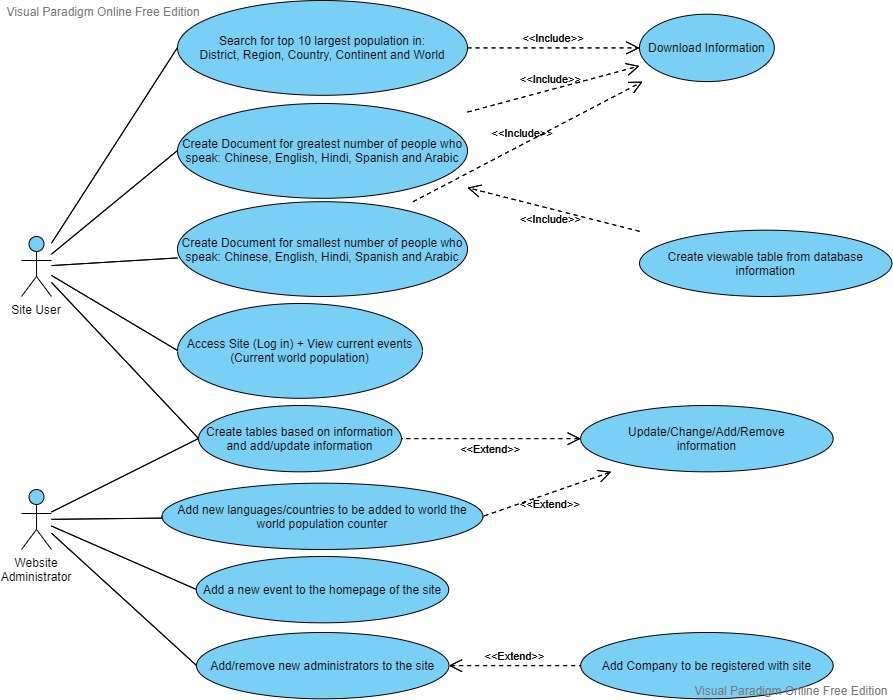 Visual Paradigm Online Free Edition
Search for top 10 largest population in:
District, Region, Country, Continent and World
<<Include>>
Download Information
<<Include>>
Create Document for greatest number of people who
speak: Chinese, English, Hindi, Spanish and Arabic
<<Include>>
Create Document for smallest number of people who
speak: Chinese, English, Hindi, Spanish and Arabic
<<Include>>
Create viewable table from database
information
Site User
Access Site (Log in) + View current events
(Current world population)
Create tables based on information
and add/update information
<<Extend>>
Update/Change/Add/Remove
information
Add new languages/countries to be added to world the
world population counter
<<Extend>>
Website
Administrator
Add a new event to the homepage of the site
Add/remove new administrators to the site
<<Extend>>
Add Company to be registered with site
Visual Paradigm Online Free Edition